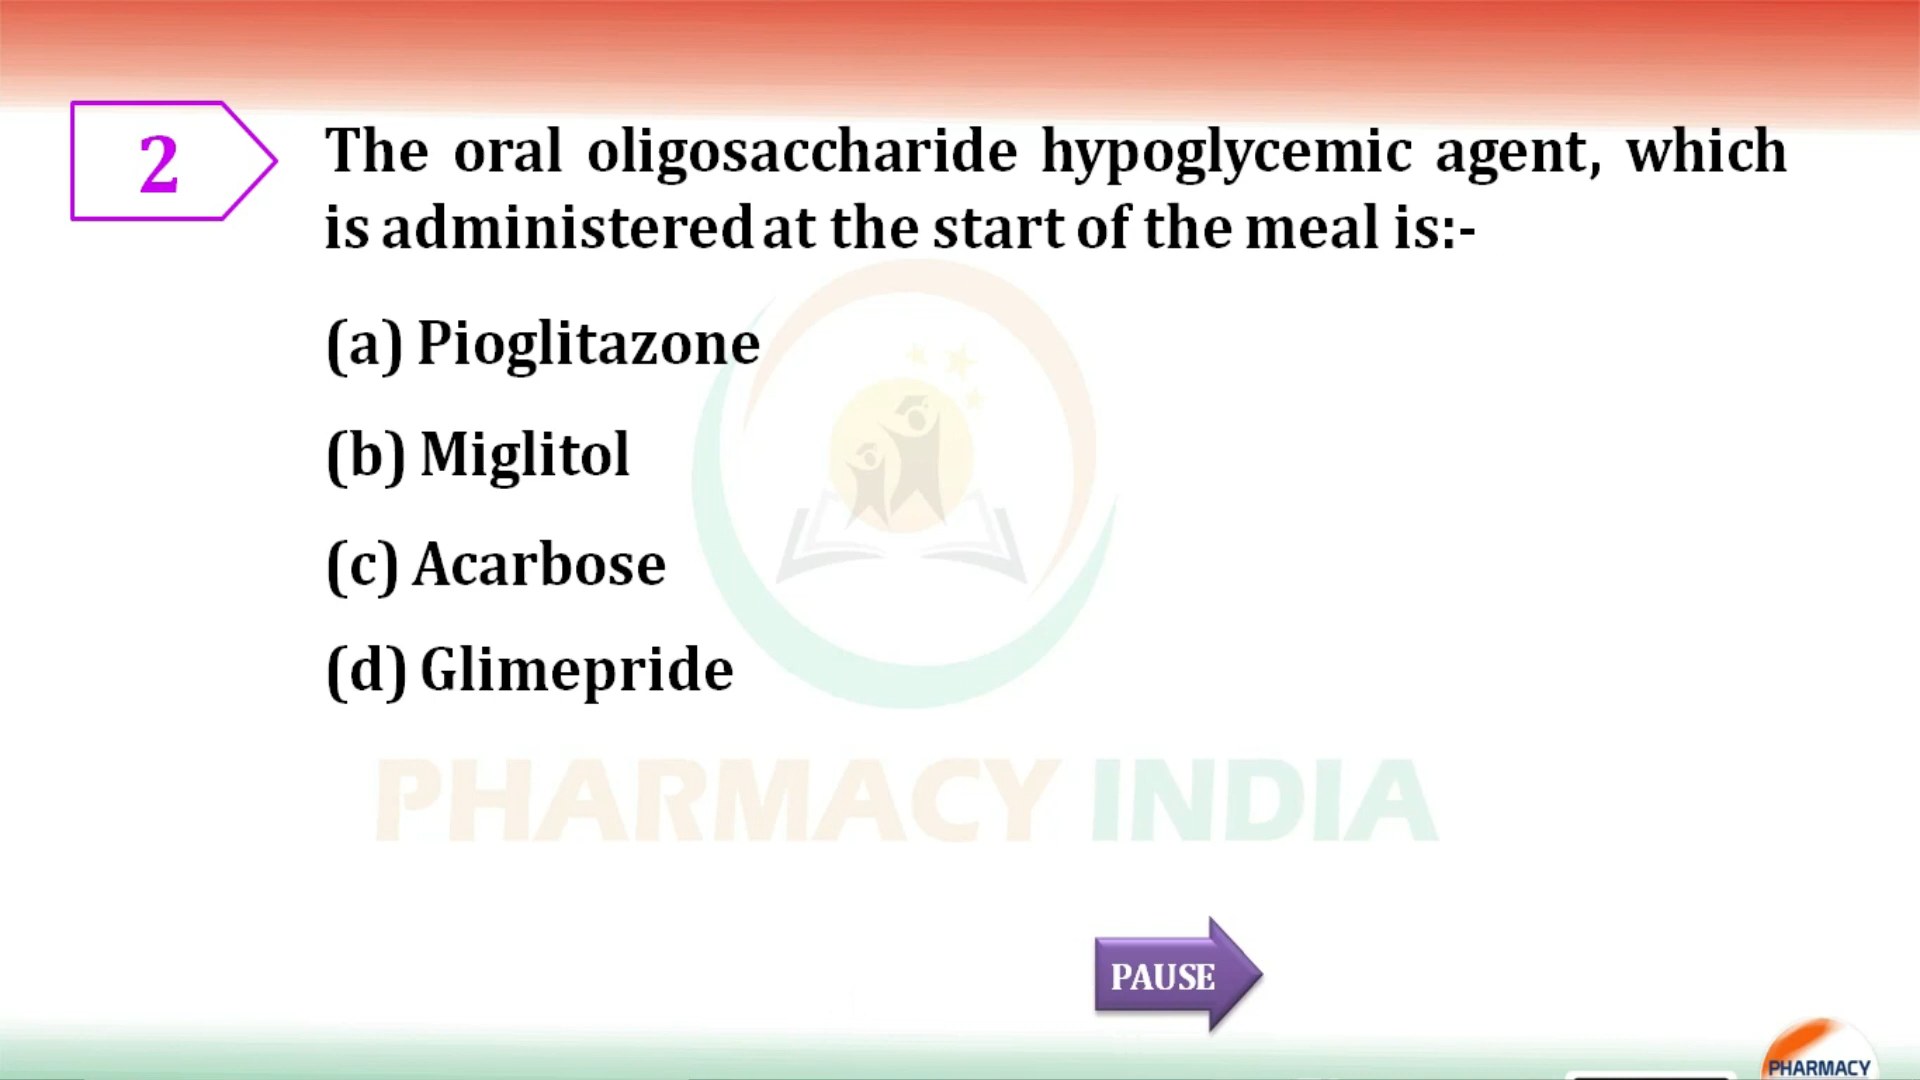 2
The oral oligosaccharide hypoglycemic agent, which
is administered at the start of the meal is:-
(a) Pioglitazone
(b) Miglitol
(c) Acarbose
(d) Glimepride
PHARMACY INDIA
PAUSE
PHARMACY